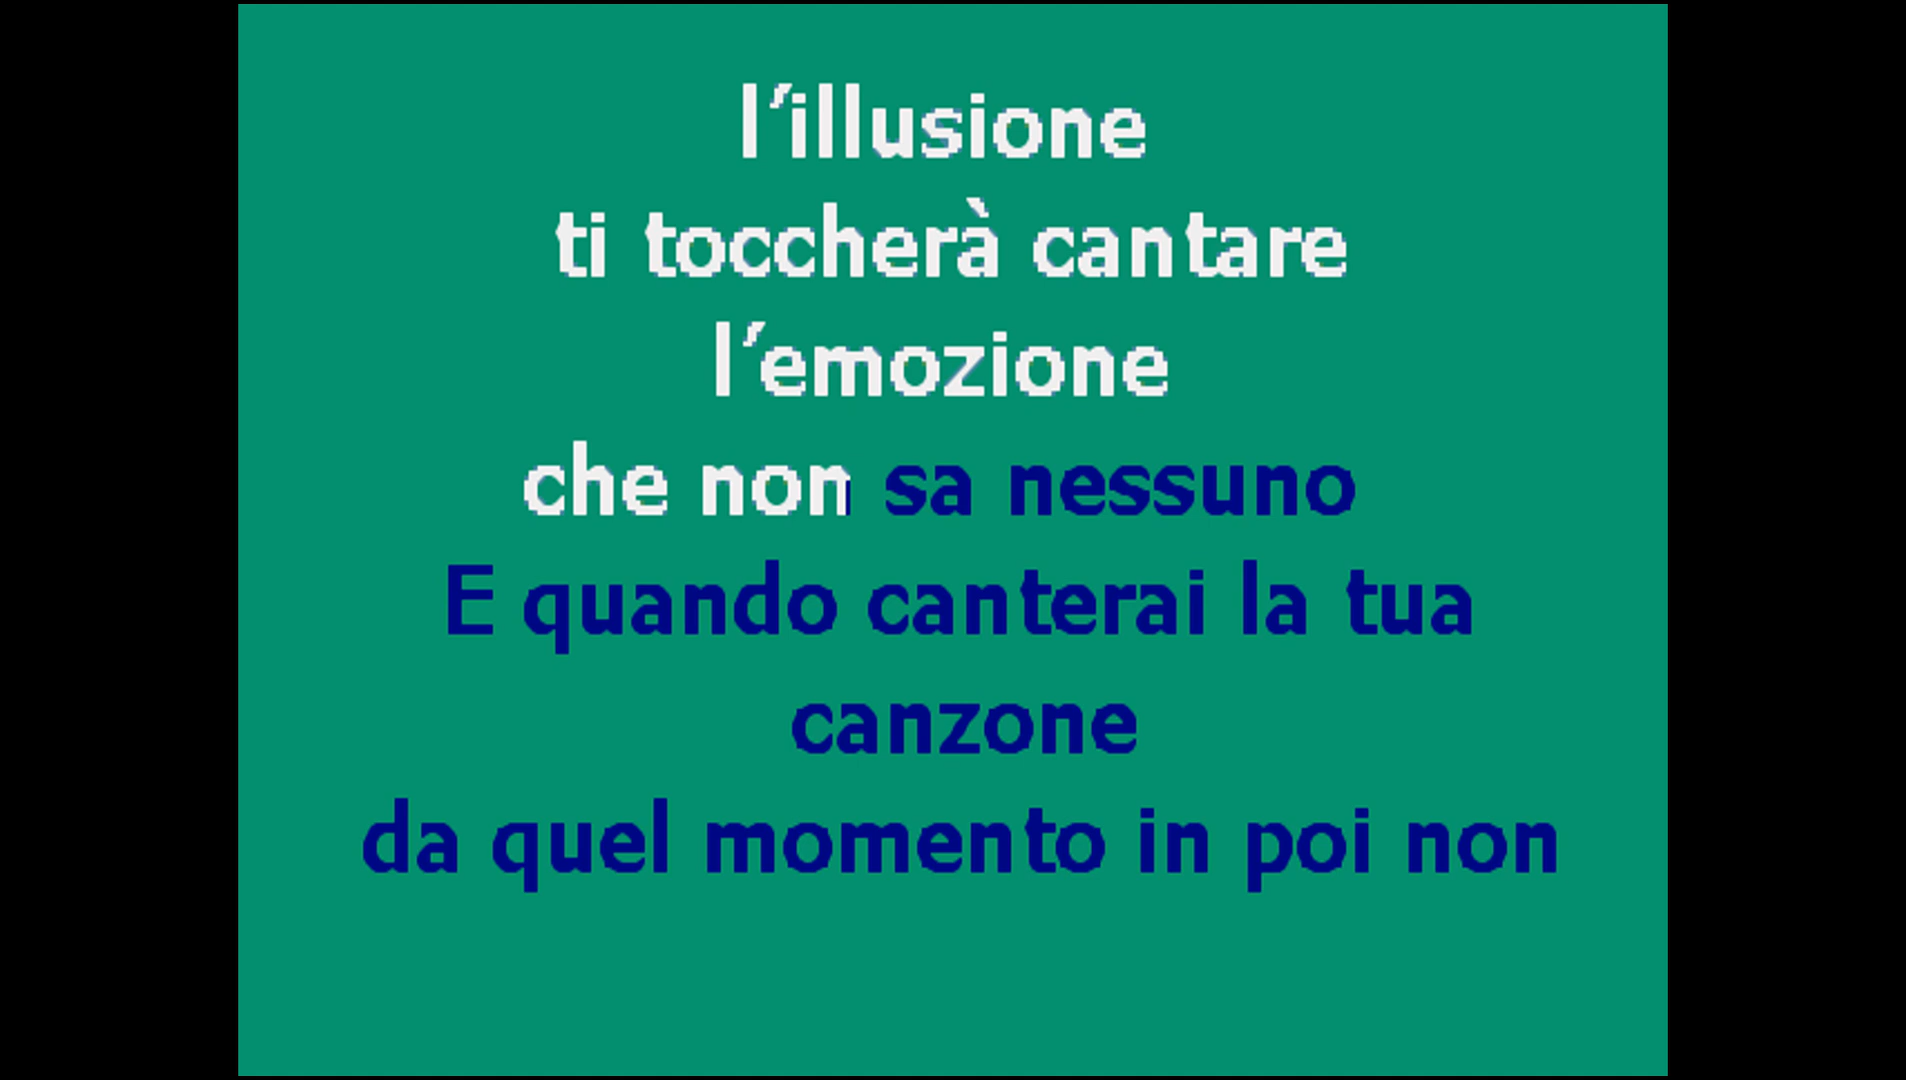 l'illusione
ti toccherà cantare
l'emozione
che non sa nessuno
E quando canterai la tua
canzone
da quel momento in poi non